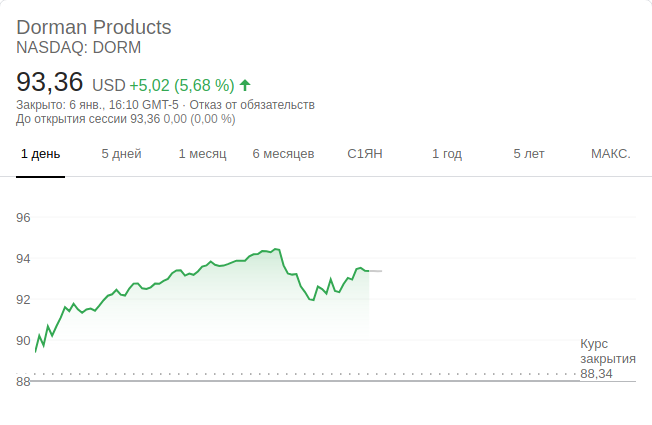 Dorman Products
NASDAQ: DORM
93,36 USD +5,02 (5,68 %)
Закрыто: 6 янв., 16:10 GMT-5 · Отказ от обязательств
До открытия сессии 93,36 0,00 (0,00 %)
1 день 5 дней 1 месяц 6 месяцев С1ЯН 1 год 5 лет МАКС.
96
94
92
90
Курс
закрытия
88,34
88